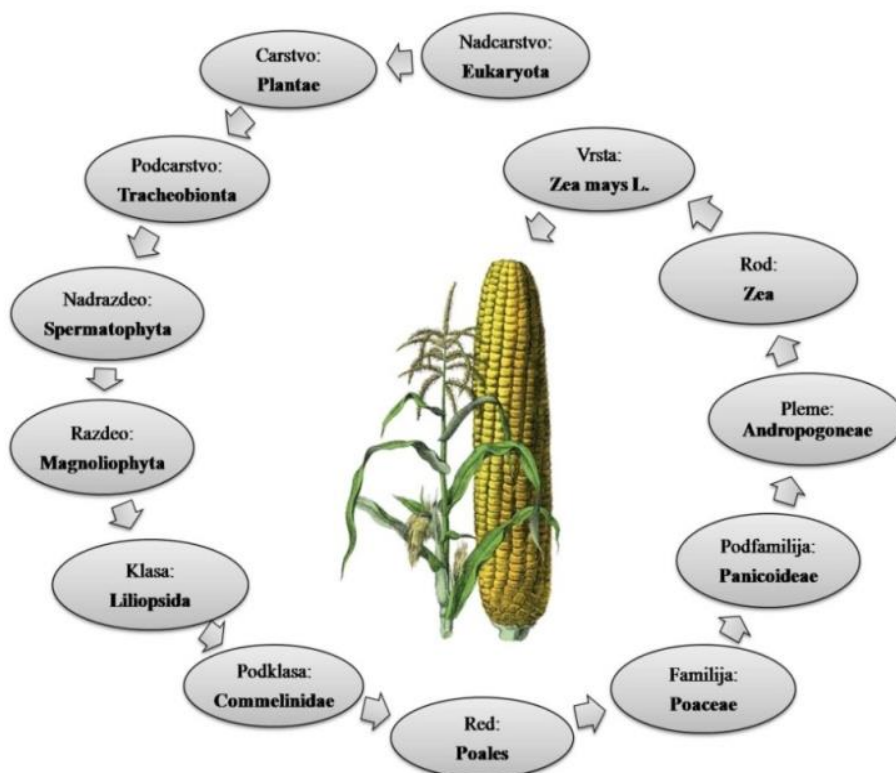 Nadcarstvo:
Eukaryota
Carstvo:
Plantae
Podcarstvo:
Tracheobionta
Nadrazdeo:
Spermatophyta
Razdeo:
Magnoliophyta
Klasa:
Liliopsida
Podklasa:
Commelinidae
Red:
Poales
Familija:
Poaceae
Podfamilija:
Panicoideae
Pleme:
Andropogoneae
Rod:
Zea
Vrsta:
Zea mays L.